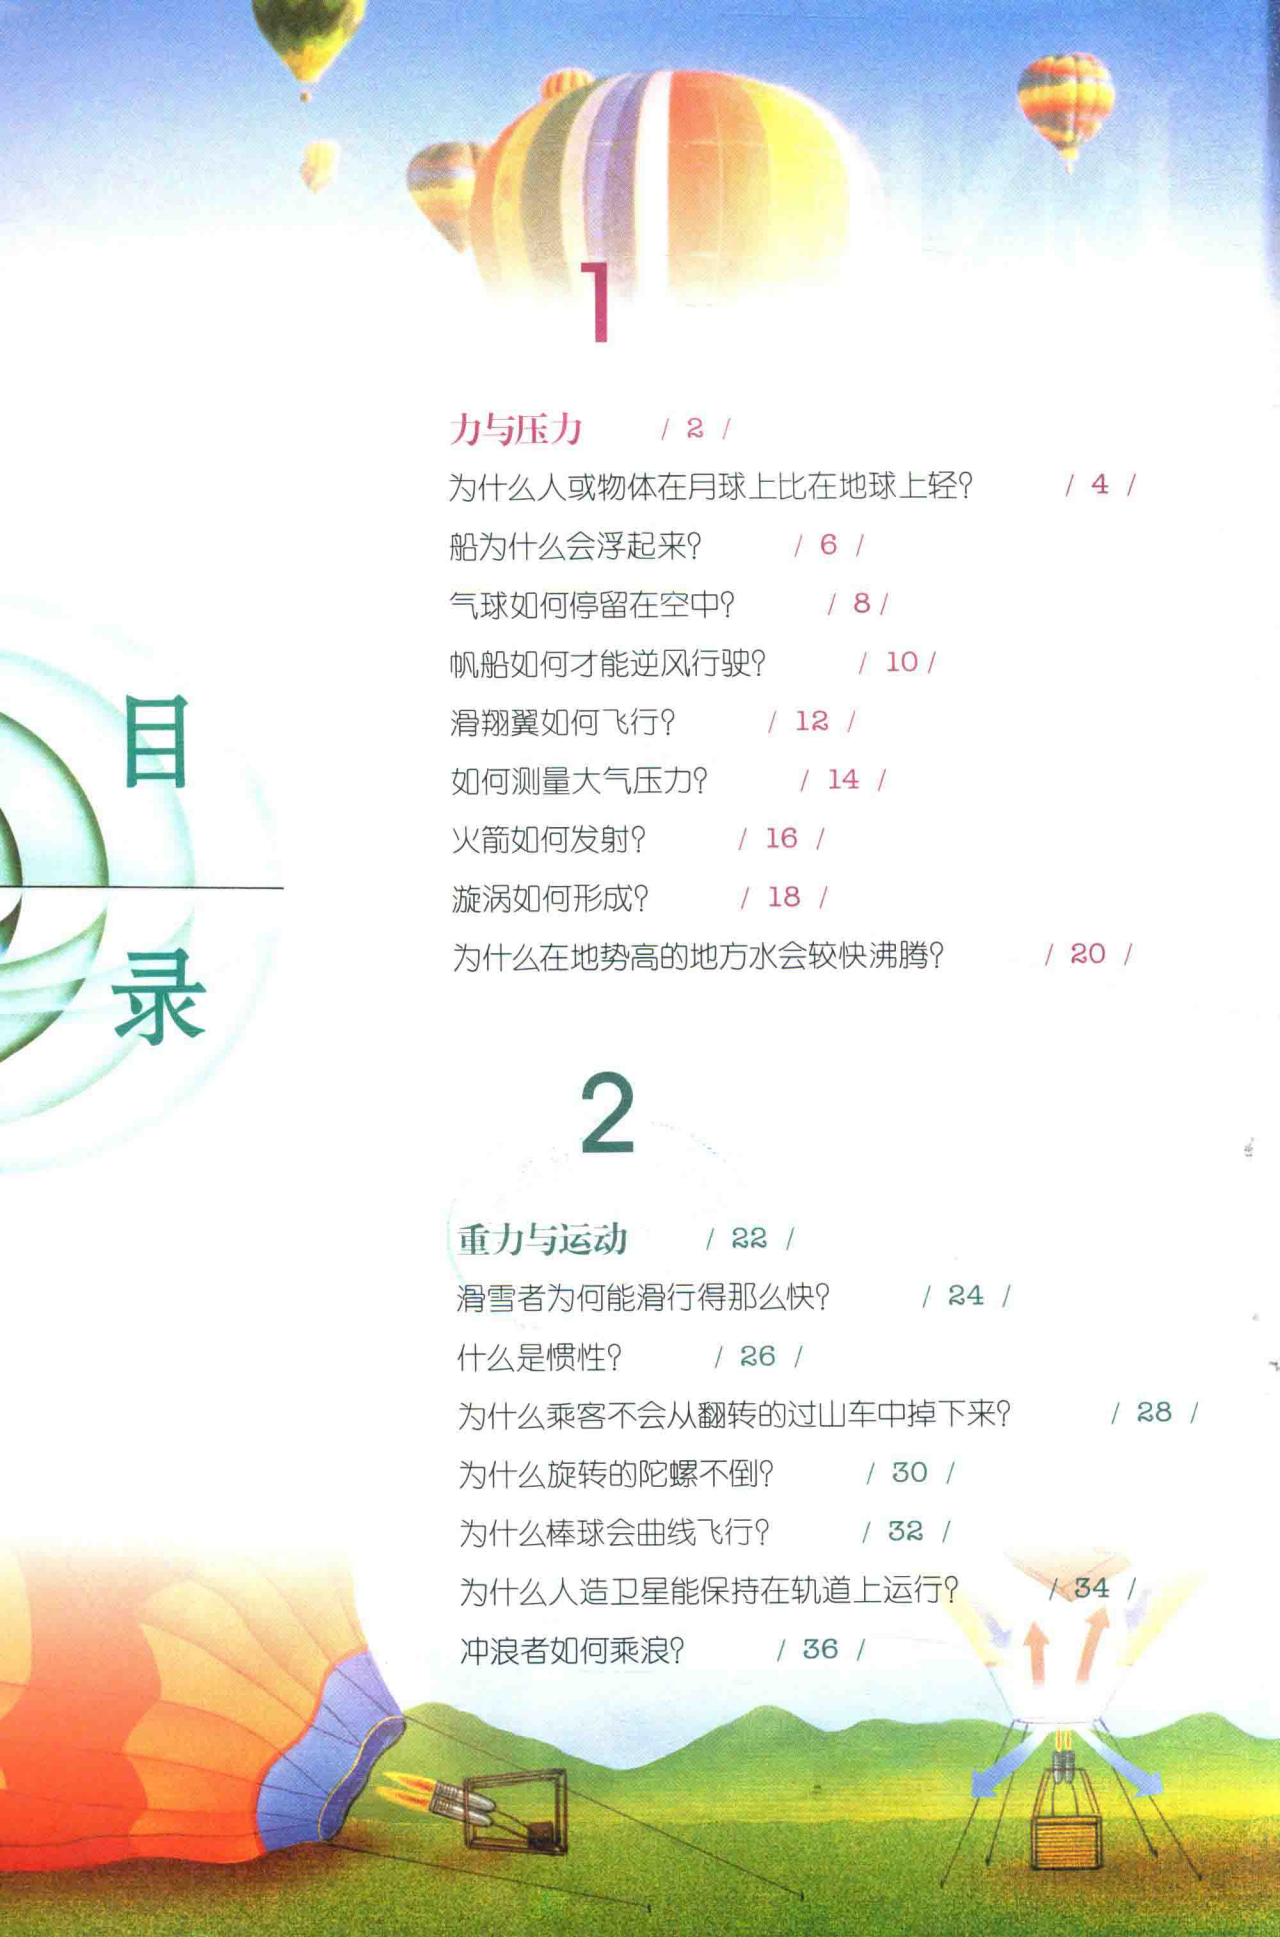 目录
1
力与压力 / 2 /
为什么人或物体在月球上比在地球上轻? / 4 /
船为什么会浮起来? / 6 /
气球如何停留在空中? / 8 /
帆船如何才能逆风行驶? / 10 /
滑翔翼如何飞行? / 12 /
如何测量大气压力? / 14 /
火箭如何发射? / 16 /
漩涡如何形成? / 18 /
为什么在地势高的地方水会较快沸腾? / 20 /
2
重力与运动 / 22 /
滑雪者为何能滑行得那么快? / 24 /
什么是惯性? / 26 /
为什么乘客不会从翻转的过山车中掉下来? / 28 /
为什么旋转的陀螺不倒? / 30 /
为什么棒球会曲线飞行? / 32 /
为什么人造卫星能保持在轨道上运行? / 34 /
冲浪者如何乘浪? / 36 /